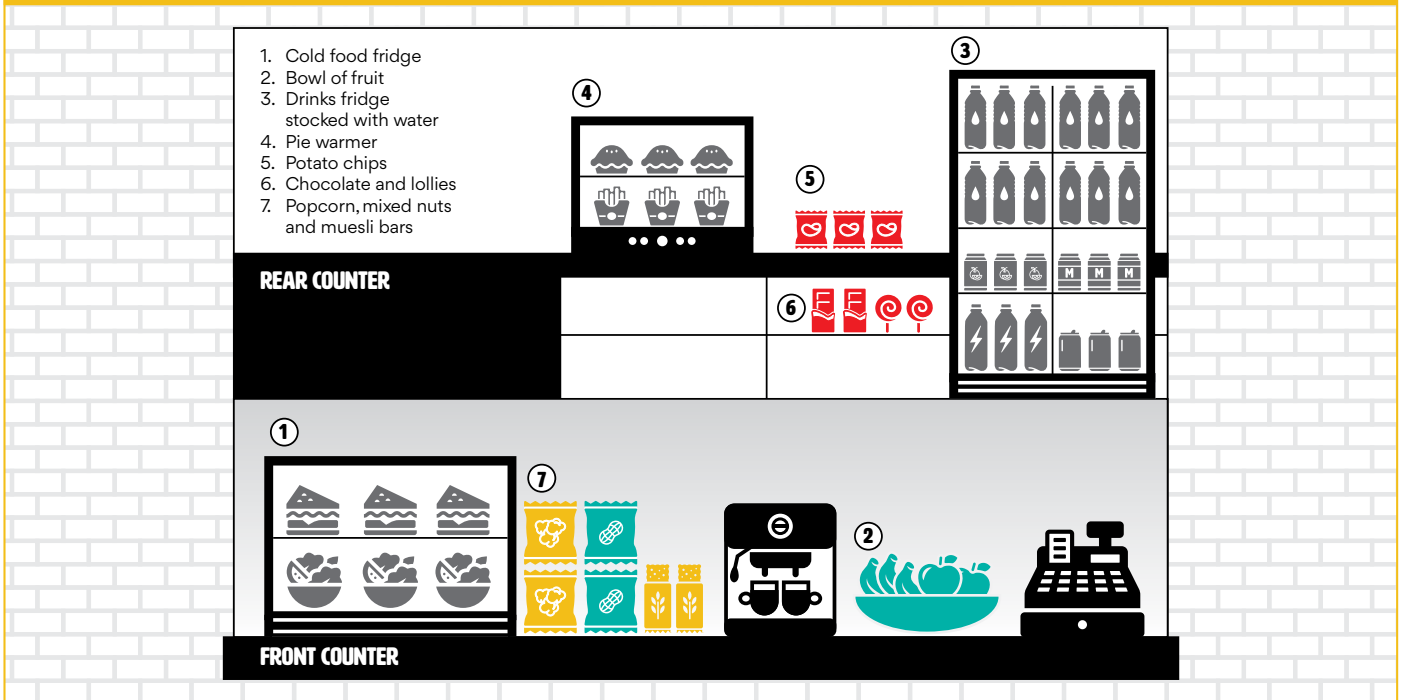 1. Cold food fridge
2. Bowl of fruit
3. Drinks fridge
stocked with water
4. Pie warmer
5. Potato chips
6. Chocolate and lollies
7. Popcorn, mixed nuts
and muesli bars
3
4
5
REAR COUNTER
M M M
6
1
7
2
FRONT COUNTER